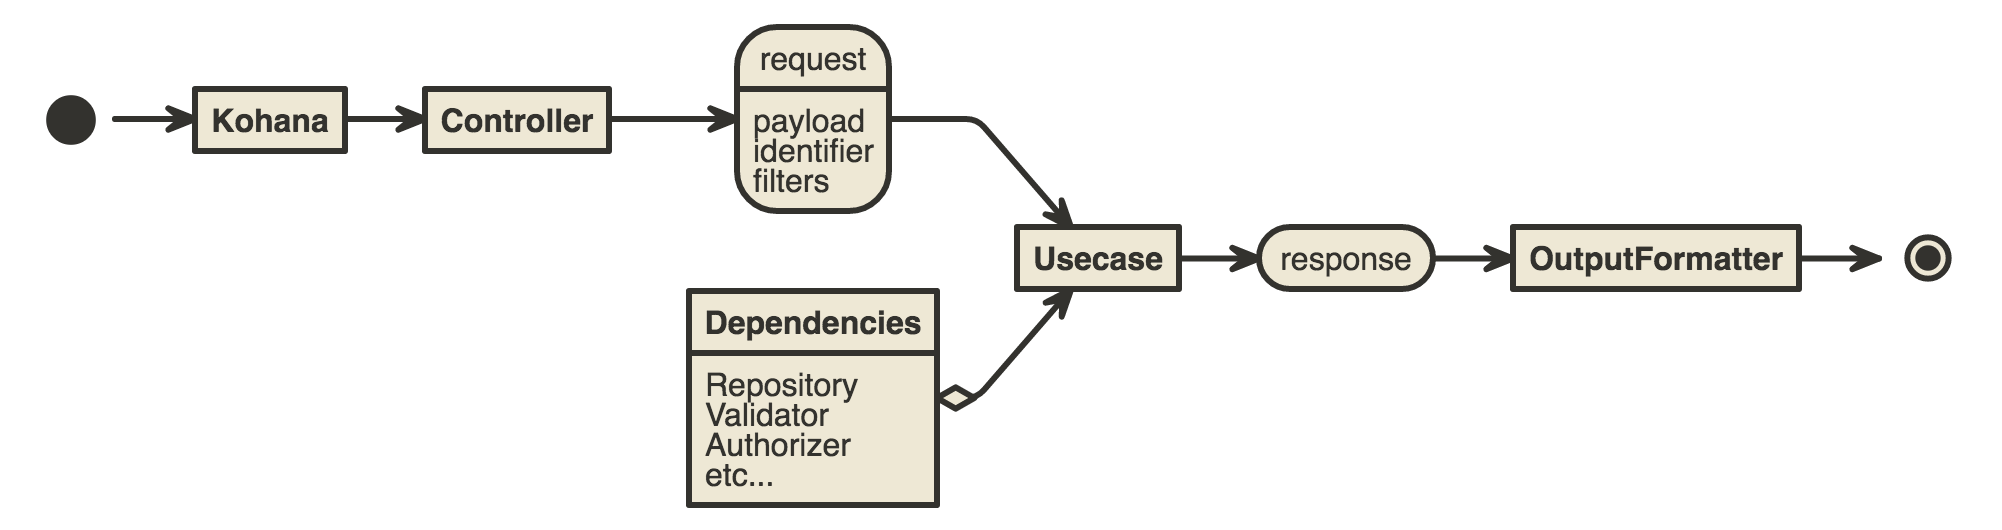 Kohana
Controller
request
payload
identifier
filters
Usecase
response
OutputFormatter
Dependencies
Repository
Validator
Authorizer
etc...